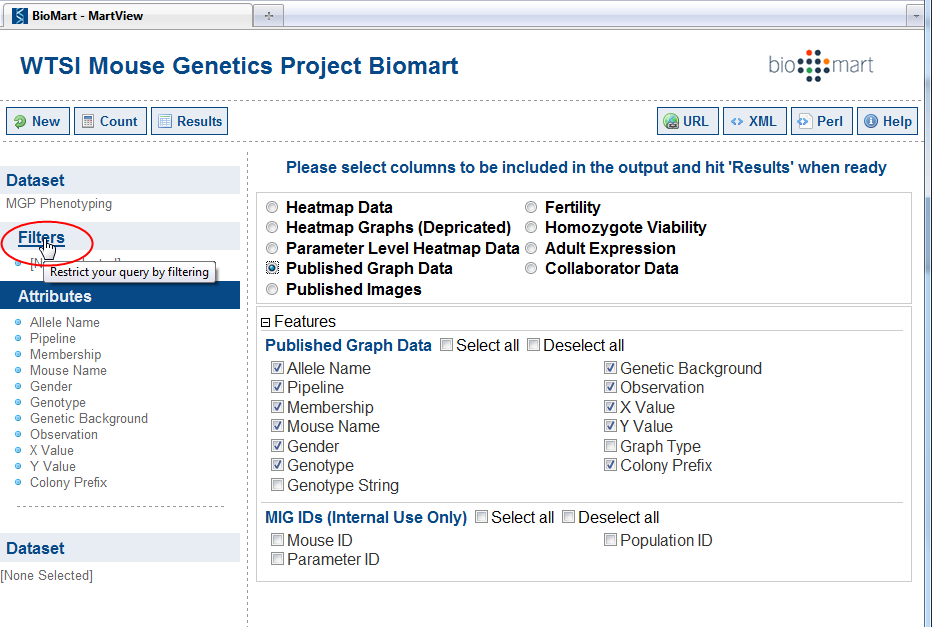 BioMart - MartView
WTSI Mouse Genetics Project Biomart
bio mart
New Count Results URL XML Perl Help
Dataset
MGP Phenotyping
Filters
Restrict your query by filtering
Attributes
Allele Name
Pipeline
Membership
Mouse Name
Gender
Genotype
Genetic Background
Observation
X Value
Y Value
Colony Prefix
Dataset
[None Selected]
Please select columns to be included in the output and hit 'Results' when ready
Heatmap Data Fertility
Heatmap Graphs (Depricated) Homozygote Viability
Parameter Level Heatmap Data Adult Expression
Published Graph Data Collaborator Data
Published Images
Features
Published Graph Data Select all Deselect all
Allele Name Genetic Background
Pipeline Observation
Membership X Value
Mouse Name Y Value
Gender Graph Type
Genotype Colony Prefix
Genotype String
MIG IDs (Internal Use Only) Select all Deselect all
Mouse ID Population ID
Parameter ID